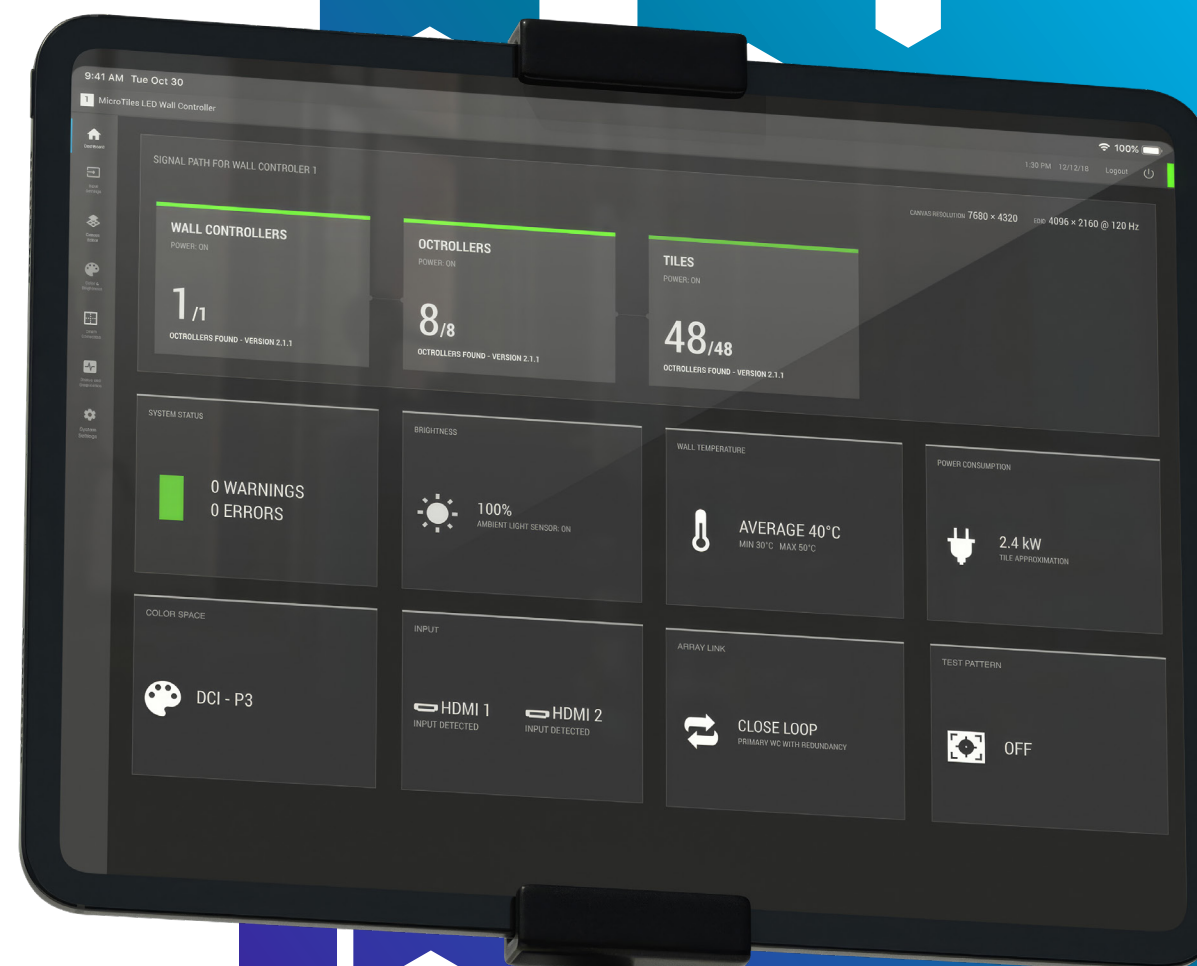 9:41 AM Tue Oct 30
100%
1 MicroTiles LED Wall Controller
1:30 PM 12/12/18 Logout
Dashboard
SIGNAL PATH FOR WALL CONTROLER 1
CANVAS RESOLUTION 7680 × 4320 EDID 4096 × 2160 @ 120 Hz
WALL CONTROLLERS
POWER: ON
1/1
OCTROLLERS FOUND - VERSION 2.1.1
OCTROLLERS
POWER: ON
8/8
OCTROLLERS FOUND - VERSION 2.1.1
TILES
POWER: ON
48/48
OCTROLLERS FOUND - VERSION 2.1.1
System
Settings
SYSTEM STATUS
0 WARNINGS
0 ERRORS
BRIGHTNESS
100%
AMBIENT LIGHT SENSOR: ON
WALL TEMPERATURE
AVERAGE 40°C
MIN 30°C MAX 50°C
POWER CONSUMPTION
2.4 kW
TILE APPROXIMATION
COLOR SPACE
DCI - P3
INPUT
HDMI 1
INPUT DETECTED
HDMI 2
INPUT DETECTED
ARRAY LINK
CLOSE LOOP
PRIMARY WC WITH REDUNDANCY
TEST PATTERN
OFF